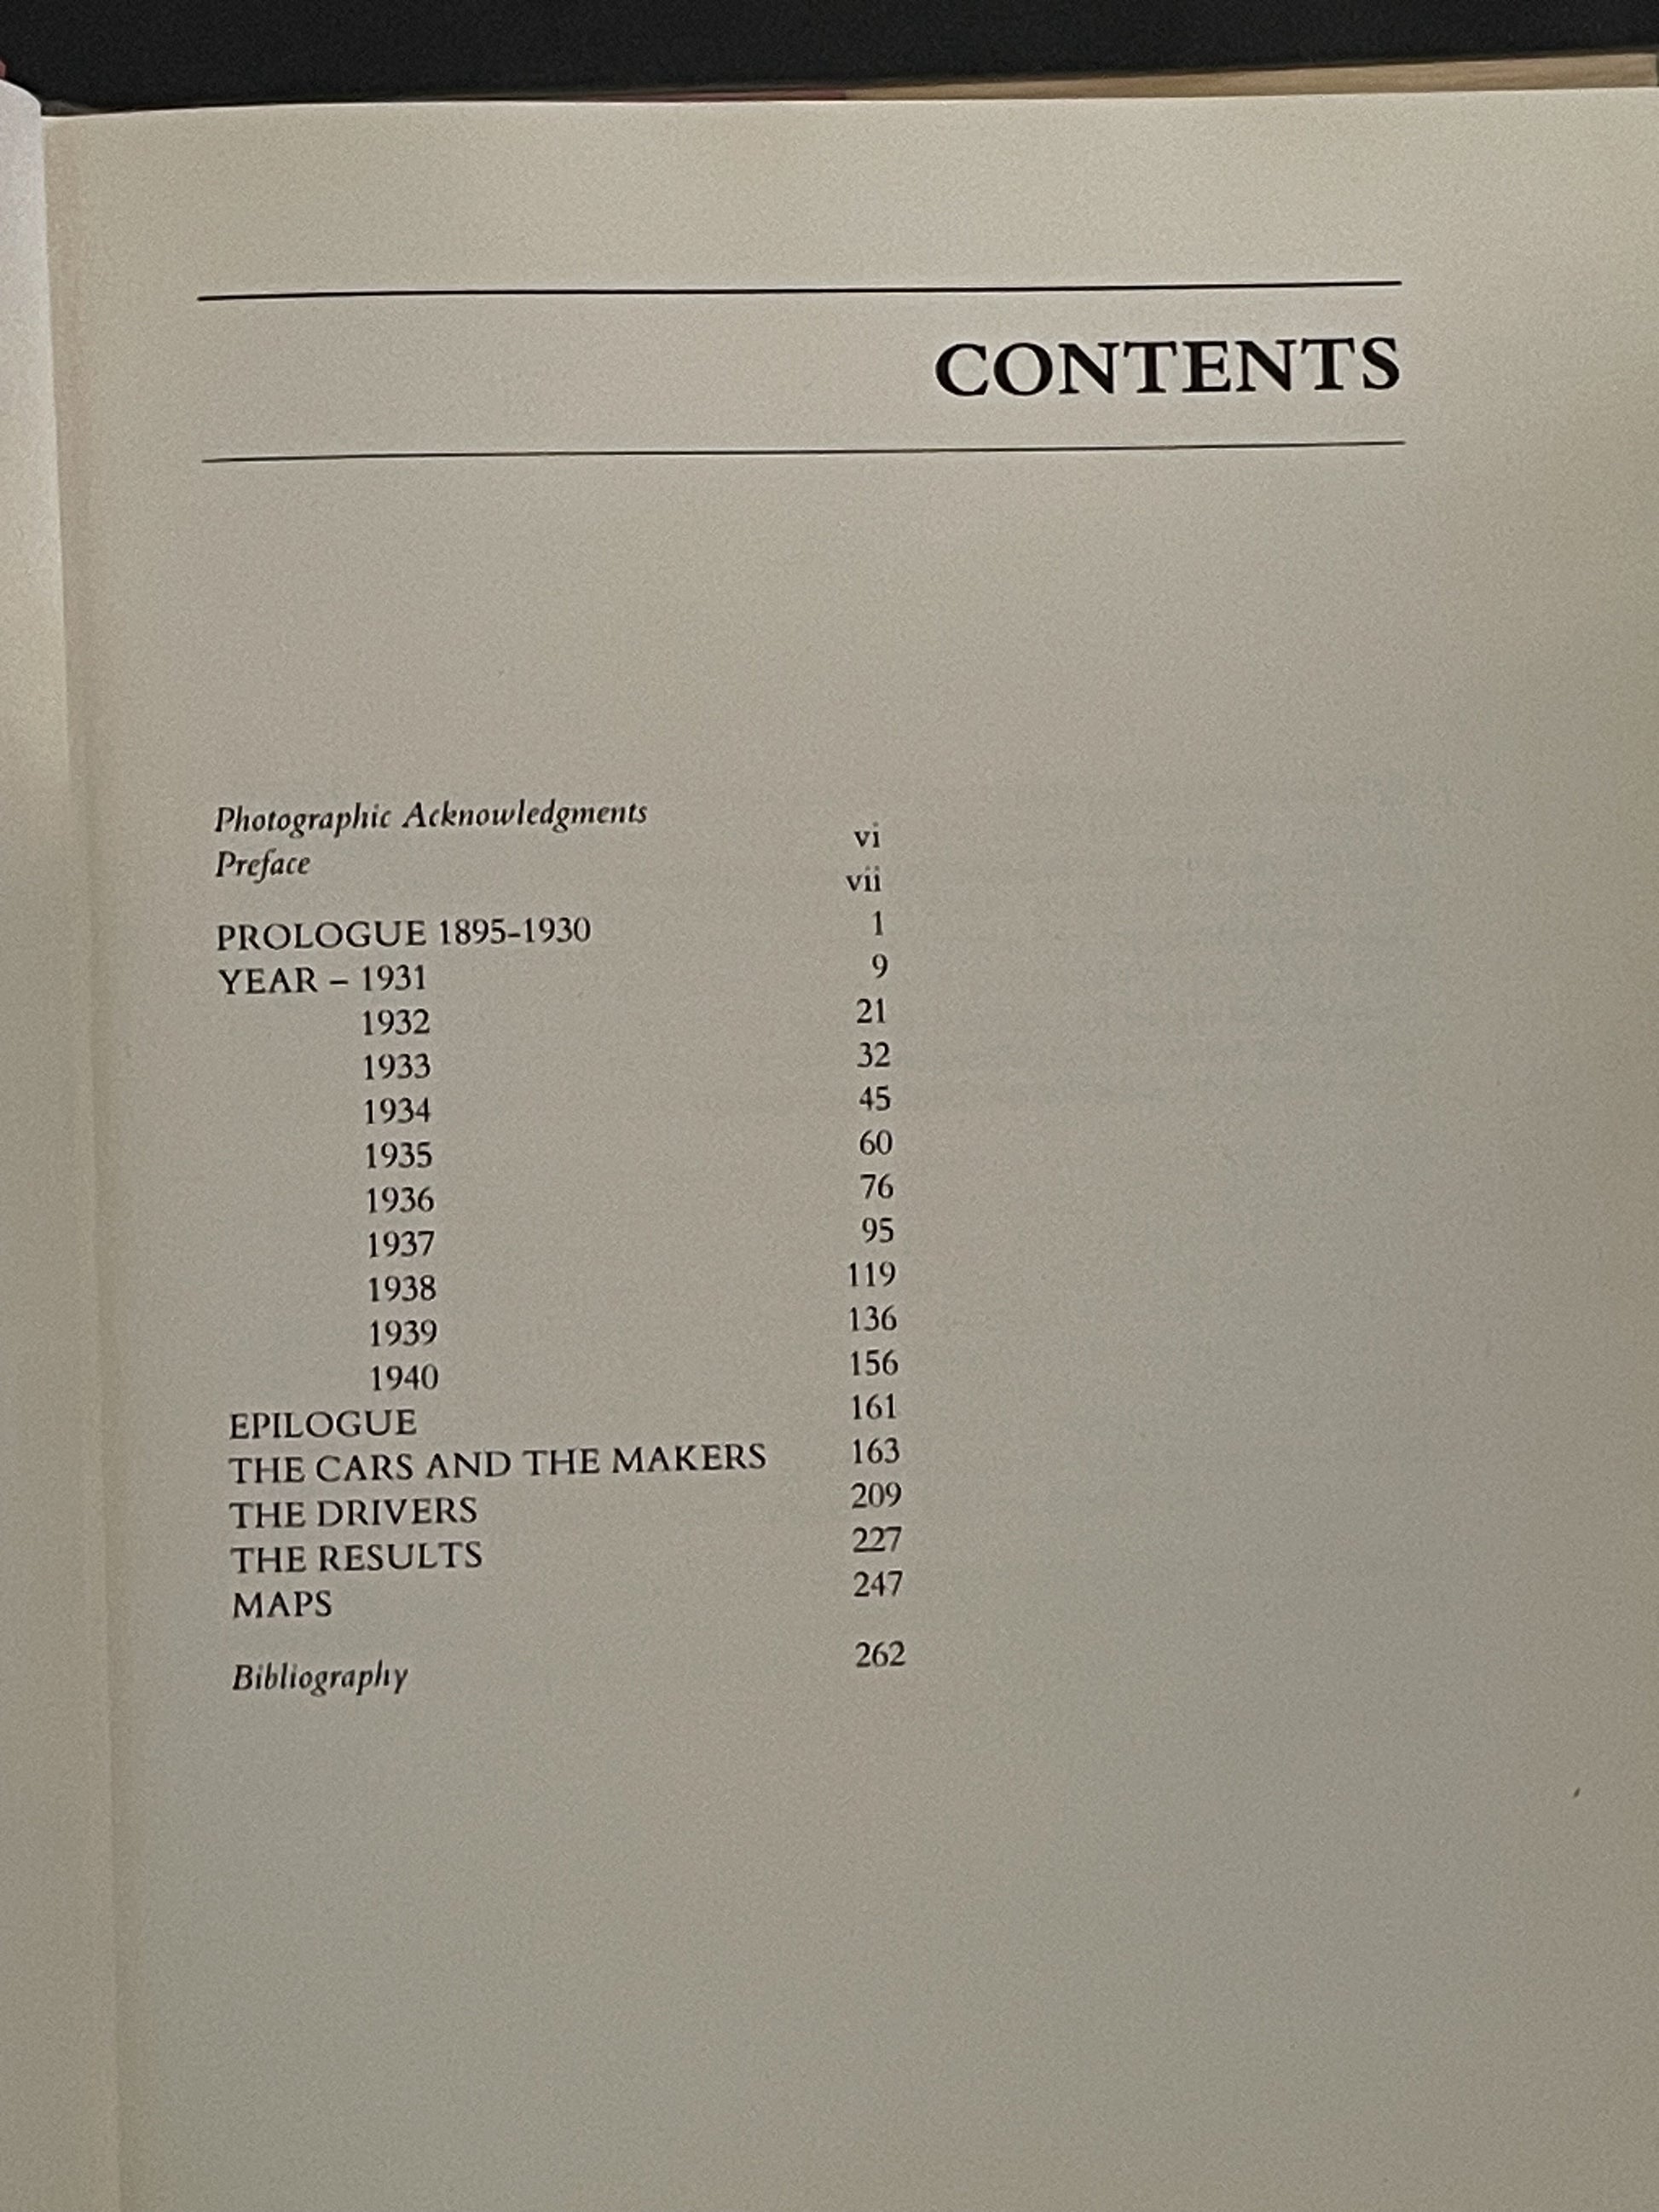 CONTENTS
Photographic Acknowledgments vi
Preface vii
PROLOGUE 1895–1930 1
YEAR – 1931 9
1932 21
1933 32
1934 45
1935 60
1936 76
1937 95
1938 119
1939 136
1940 156
EPILOGUE 161
THE CARS AND THE MAKERS 163
THE DRIVERS 209
THE RESULTS 227
MAPS 247
Bibliography 262